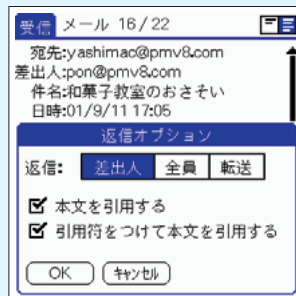 受信 メール 16/22
宛先:yashimac@pmv8.com
差出人:pon@pmv8.com
件名:和菓子教室のおさそい
日時:01/9/11 17:05
返信オプション
返信: 差出人 全員 転送
本文を引用する
引用符をつけて本文を引用する
OK キャンセル